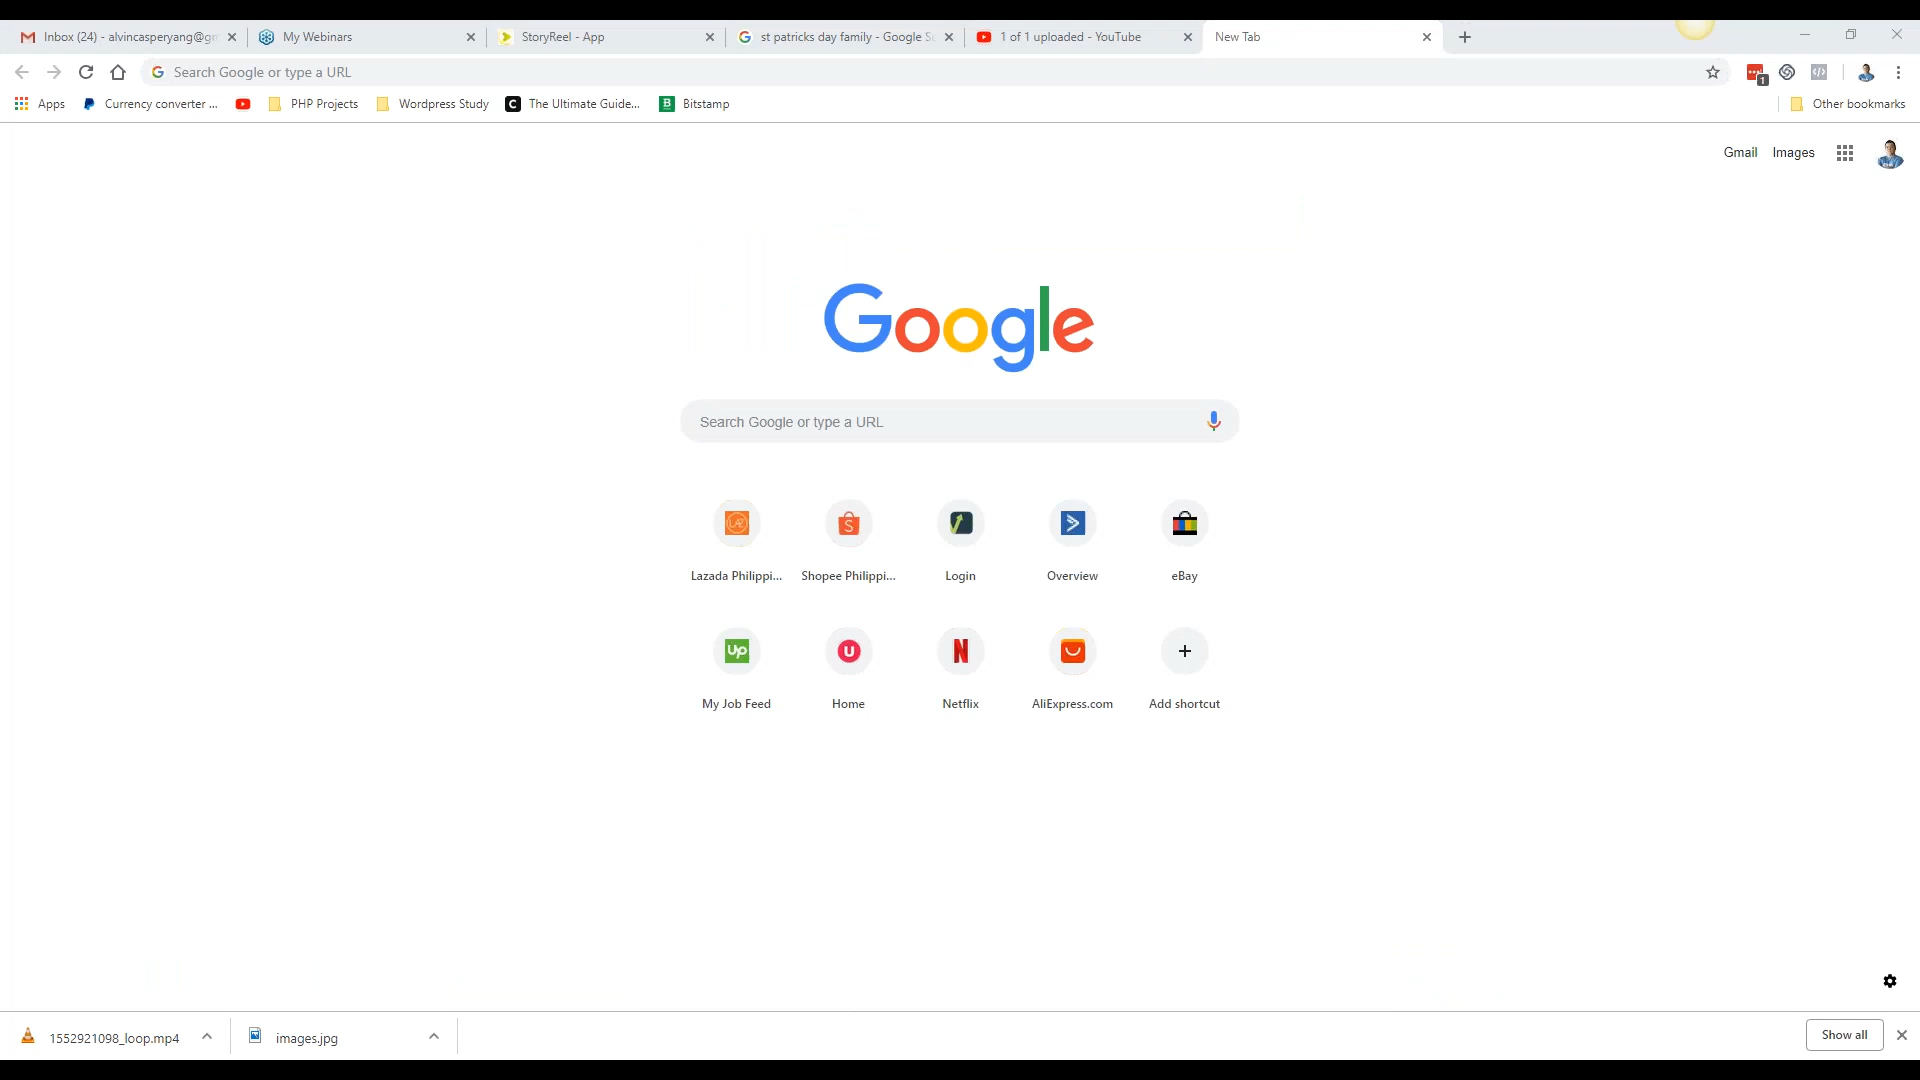 Inbox (24) - alvincasperyang@gm
My Webinars
StoryReel - App
st patricks day family - Google Se
1 of 1 uploaded - YouTube
New Tab
Search Google or type a URL
1
Apps
Currency converter ...
PHP Projects
Wordpress Study
The Ultimate Guide...
Bitstamp
Other bookmarks
Gmail
Images
Google
Search Google or type a URL
Lazada Philippi...
Shopee Philippi...
Login
Overview
eBay
My Job Feed
Home
Netflix
AliExpress.com
Add shortcut
1552921098_loop.mp4
images.jpg
Show all